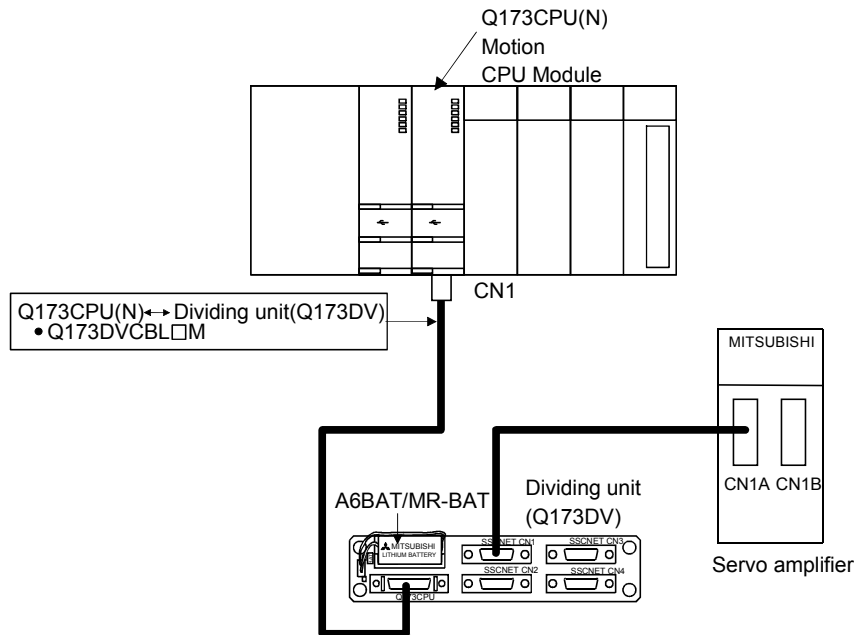 Q173CPU(N)
Motion
CPU Module
CN1
Q173CPU(N)↔Dividing unit(Q173DV)
• Q173DVCBL□M
MITSUBISHI
CN1A CN1B
Servo amplifier
A6BAT/MR-BAT
Dividing unit
(Q173DV)
MITSUBISHI
LITHIUM BATTERY
SSCNET CN1
SSCNET CN3
SSCNET CN2
SSCNET CN4
Q173CPU